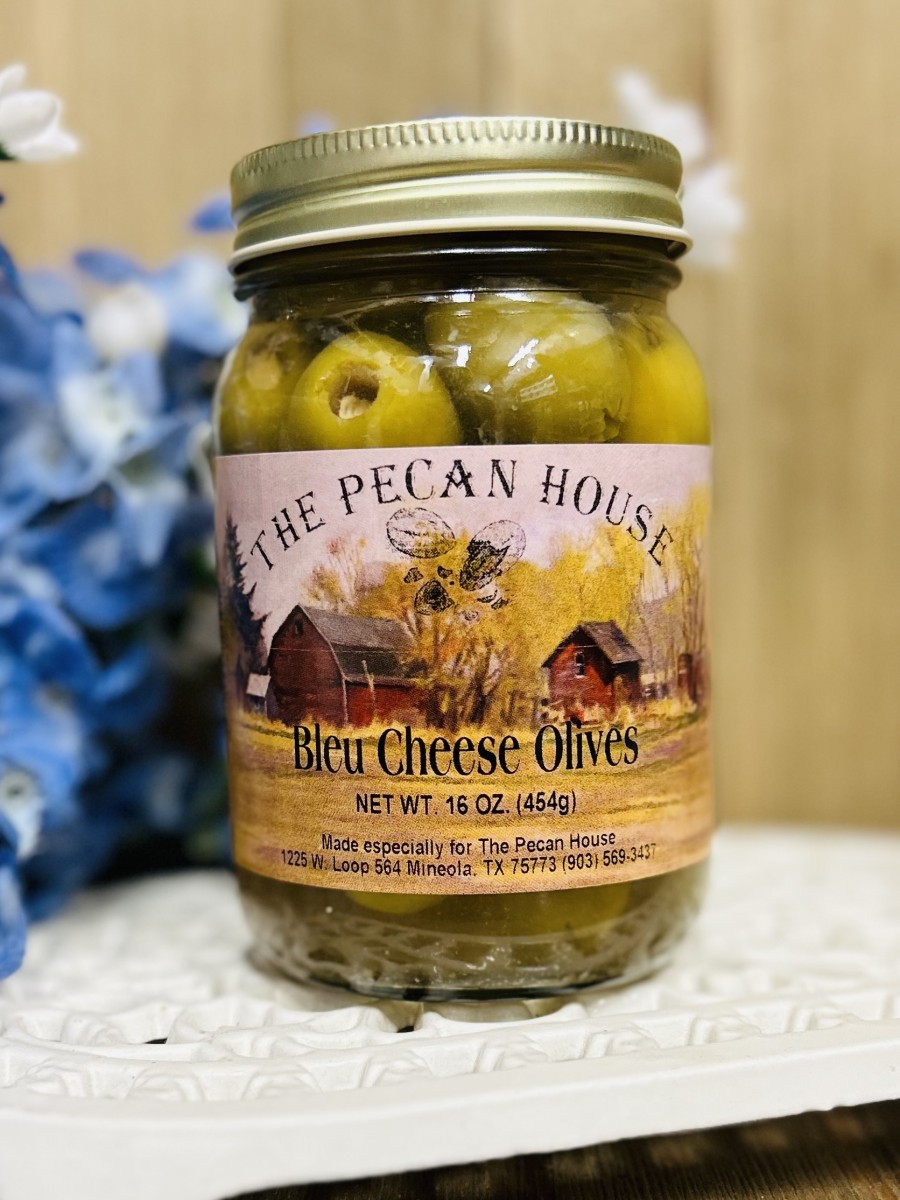 THE PECAN HOUSE
Bleu Cheese Olives
NET WT. 16 OZ. (454g)
Made especially for The Pecan House
1225 W. Loop 564 Mineola, TX 75773 (903) 569-3437